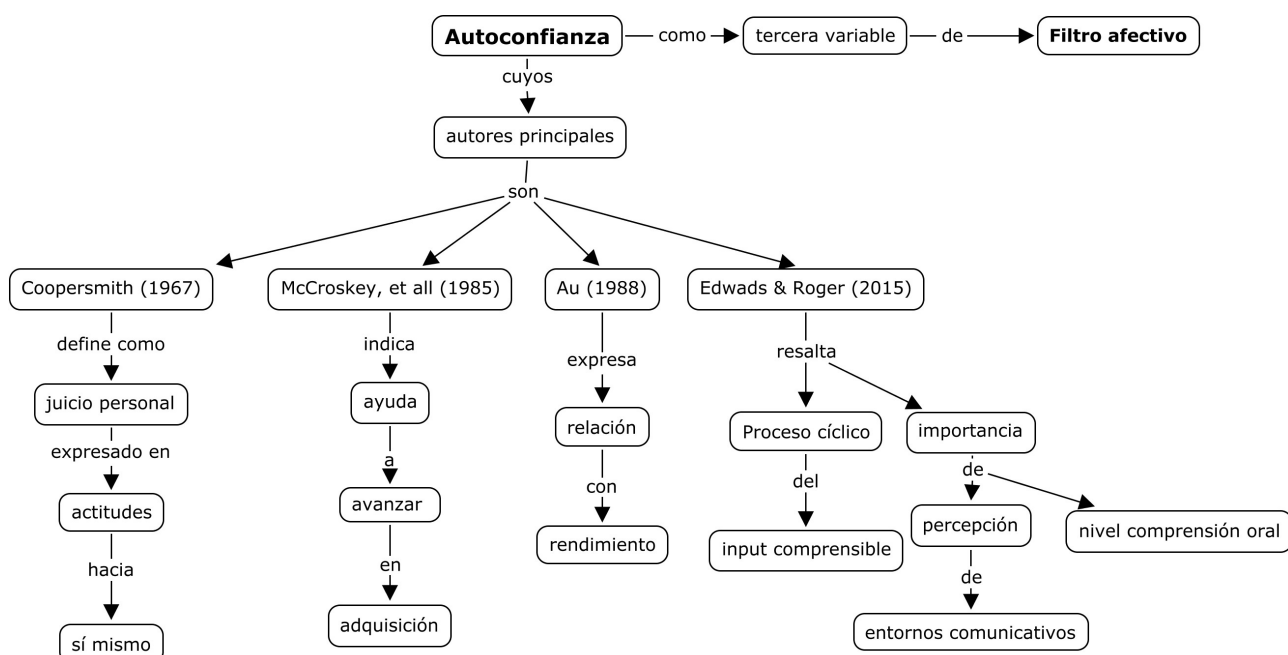 Autoconfianza
como
tercera variable
de
Filtro afectivo
cuyos
autores principales
son
Coopersmith (1967)
define como
juicio personal
expresado en
actitudes
hacia
sí mismo
McCroskey, et all (1985)
indica
ayuda
a
avanzar
en
adquisición
Au (1988)
expresa
relación
con
rendimiento
Edwads & Roger (2015)
resalta
Proceso cíclico
del
input comprensible
importancia
de
percepción
de
entornos comunicativos
nivel comprensión oral